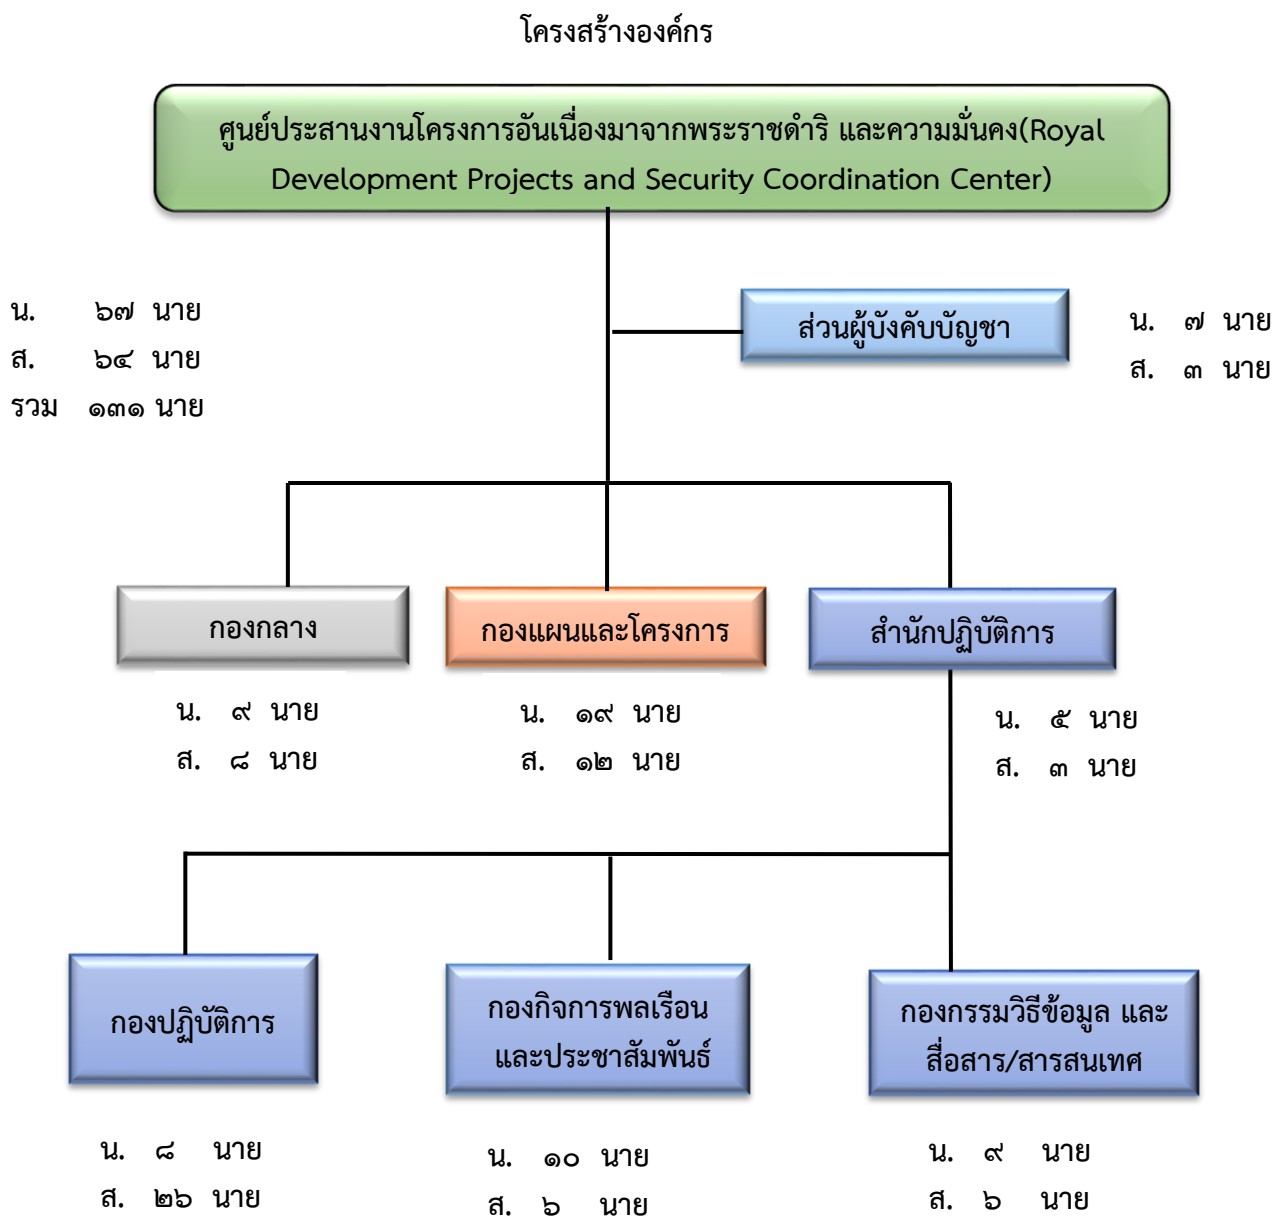 โครงสร้างองค์กร
ศูนย์ประสานงานโครงการอันเนื่องมาจากพระราชดำริ และความมั่นคง(Royal
Development Projects and Security Coordination Center)
น. ๖๗ นาย
ส. ๖๔ นาย
รวม ๑๓๑ นาย
ส่วนผู้บังคับบัญชา
น. ๗ นาย
ส. ๓ นาย
กองกลาง
น. ๙ นาย
ส. ๘ นาย
กองแผนและโครงการ
น. ๑๙ นาย
ส. ๑๒ นาย
สำนักปฏิบัติการ
น. ๕ นาย
ส. ๓ นาย
กองปฏิบัติการ
น. ๘ นาย
ส. ๒๖ นาย
กองกิจการพลเรือน
และประชาสัมพันธ์
น. ๑๐ นาย
ส. ๖ นาย
กองกรรมวิธีข้อมูล และ
สื่อสาร/สารสนเทศ
น. ๙ นาย
ส. ๖ นาย